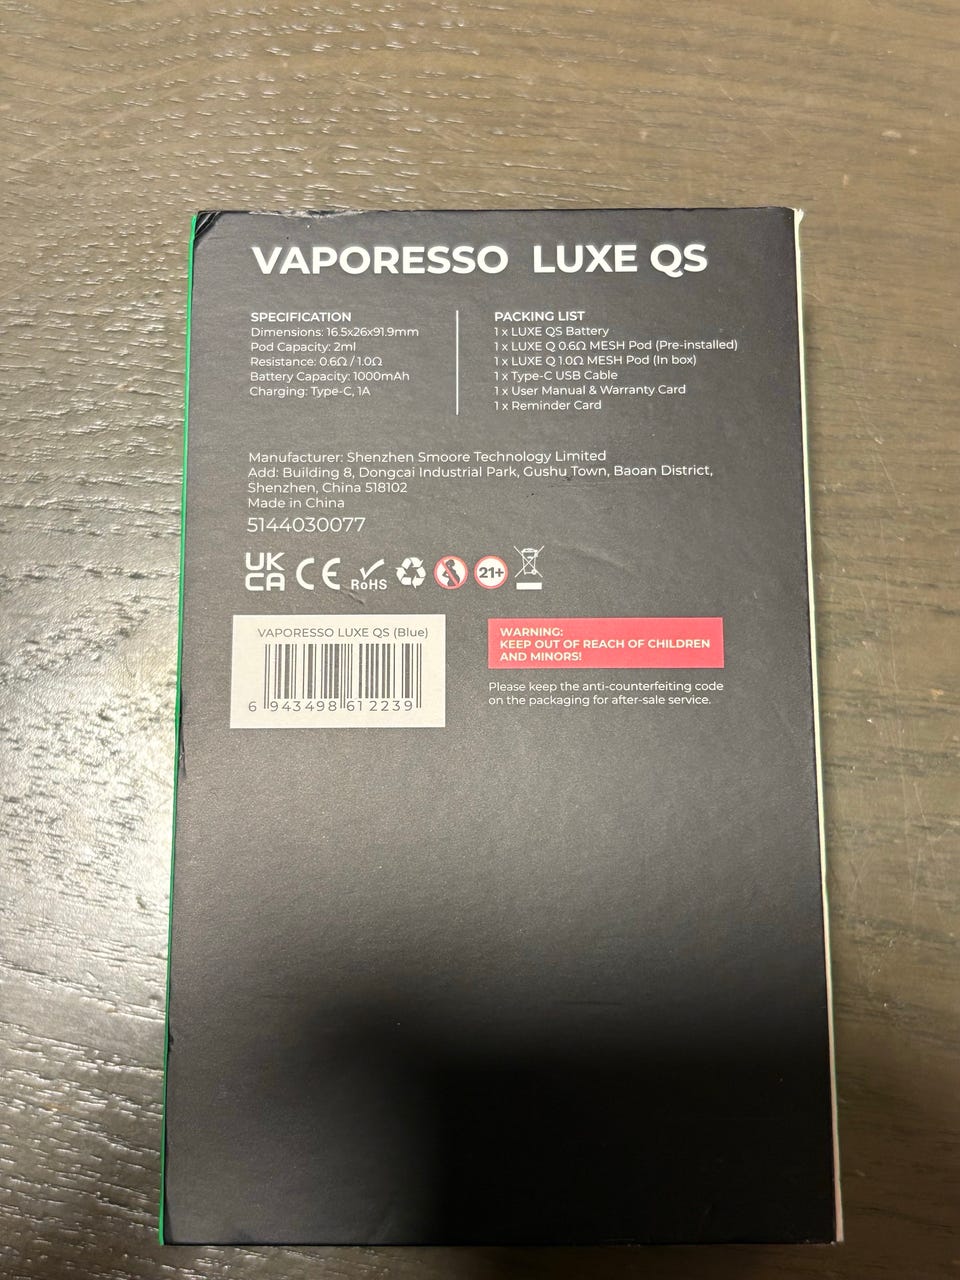 VAPORESSO LUXE QS
SPECIFICATION
Dimensions: 16.5x26x91.9mm
Pod Capacity: 2ml
Resistance: 0.6Ω / 1.0Ω
Battery Capacity: 1000mAh
Charging: Type-C, 1A
PACKING LIST
1 x LUXE QS Battery
1 x LUXE Q 0.6Ω MESH Pod (Pre-installed)
1 x LUXE Q 1.0Ω MESH Pod (In box)
1 x Type-C USB Cable
1 x User Manual & Warranty Card
1 x Reminder Card
Manufacturer: Shenzhen Smoore Technology Limited
Add: Building 8, Dongcai Industrial Park, Gushu Town, Baoan District,
Shenzhen, China 518102
Made in China
5144030077
UK
CA
CE
RoHS
21+
VAPORESSO LUXE QS (Blue)
6 943498 612239
WARNING:
KEEP OUT OF REACH OF CHILDREN
AND MINORS!
Please keep the anti-counterfeiting code
on the packaging for after-sale service.